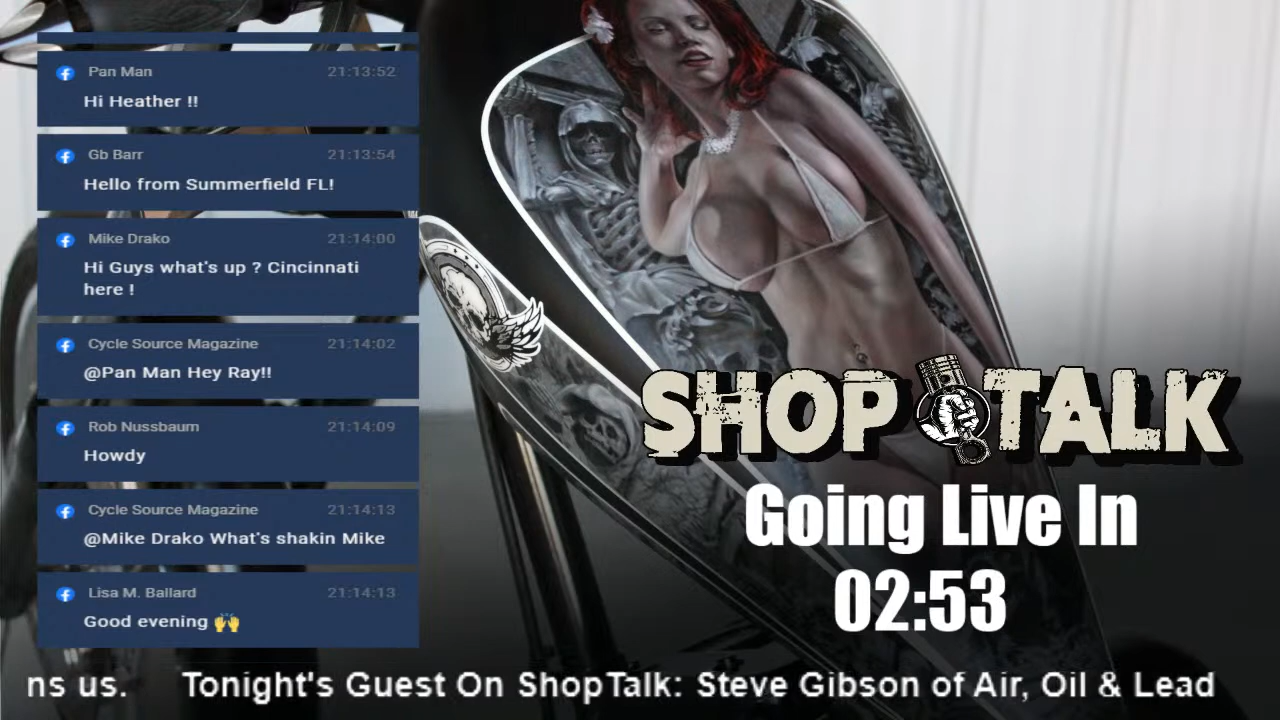 Pan Man 21:13:52
Hi Heather !!
Gb Barr 21:13:54
Hello from Summerfield FL!
Mike Drako 21:14:00
Hi Guys what's up ? Cincinnati
here !
Cycle Source Magazine 21:14:02
@Pan Man Hey Ray!!
Rob Nussbaum 21:14:09
Howdy
Cycle Source Magazine 21:14:13
@Mike Drako What's shakin Mike
Lisa M. Ballard 21:14:13
Good evening 🙌
SHOP TALK
Going Live In
02:53
ns us. Tonight's Guest On ShopTalk: Steve Gibson of Air, Oil & Lead